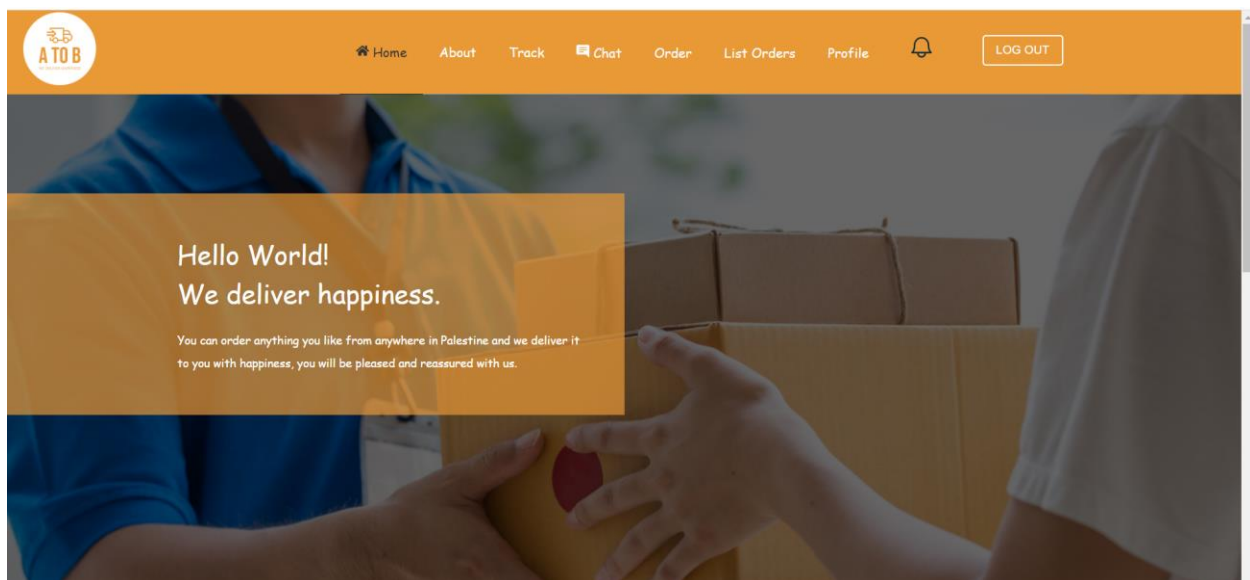 A TO B
Home About Track Chat Order List Orders Profile LOG OUT
Hello World!
We deliver happiness.
You can order anything you like from anywhere in Palestine and we deliver it
to you with happiness, you will be pleased and reassured with us.